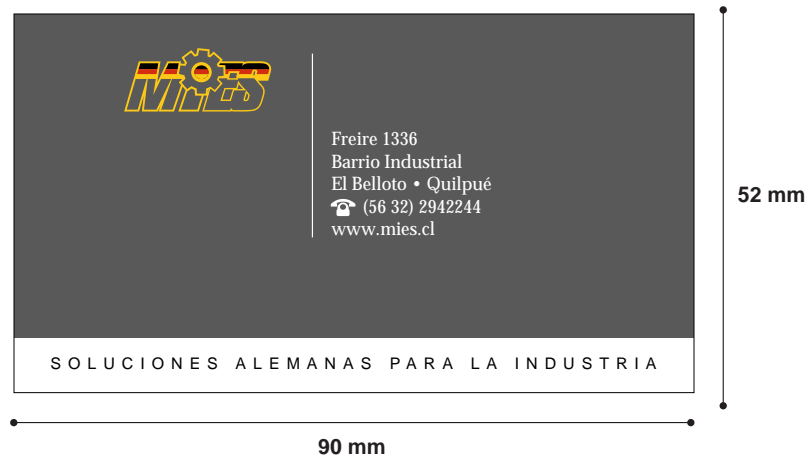 MiES
Freire 1336
Barrio Industrial
El Belloto • Quilpué
☎ (56 32) 2942244
www.mies.cl
52 mm
SOLUCIONES ALEMANAS PARA LA INDUSTRIA
90 mm